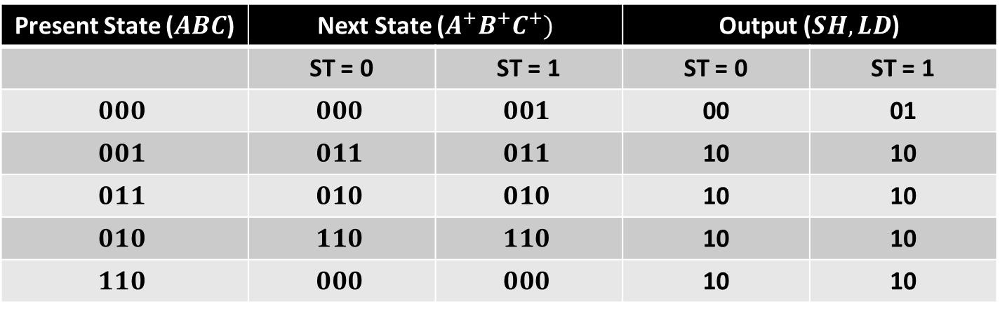 Present State (ABC) Next State (A⁺B⁺C⁺) Output (SH, LD)
ST = 0 ST = 1 ST = 0 ST = 1
000 000 001 00 01
001 011 011 10 10
011 010 010 10 10
010 110 110 10 10
110 000 000 10 10